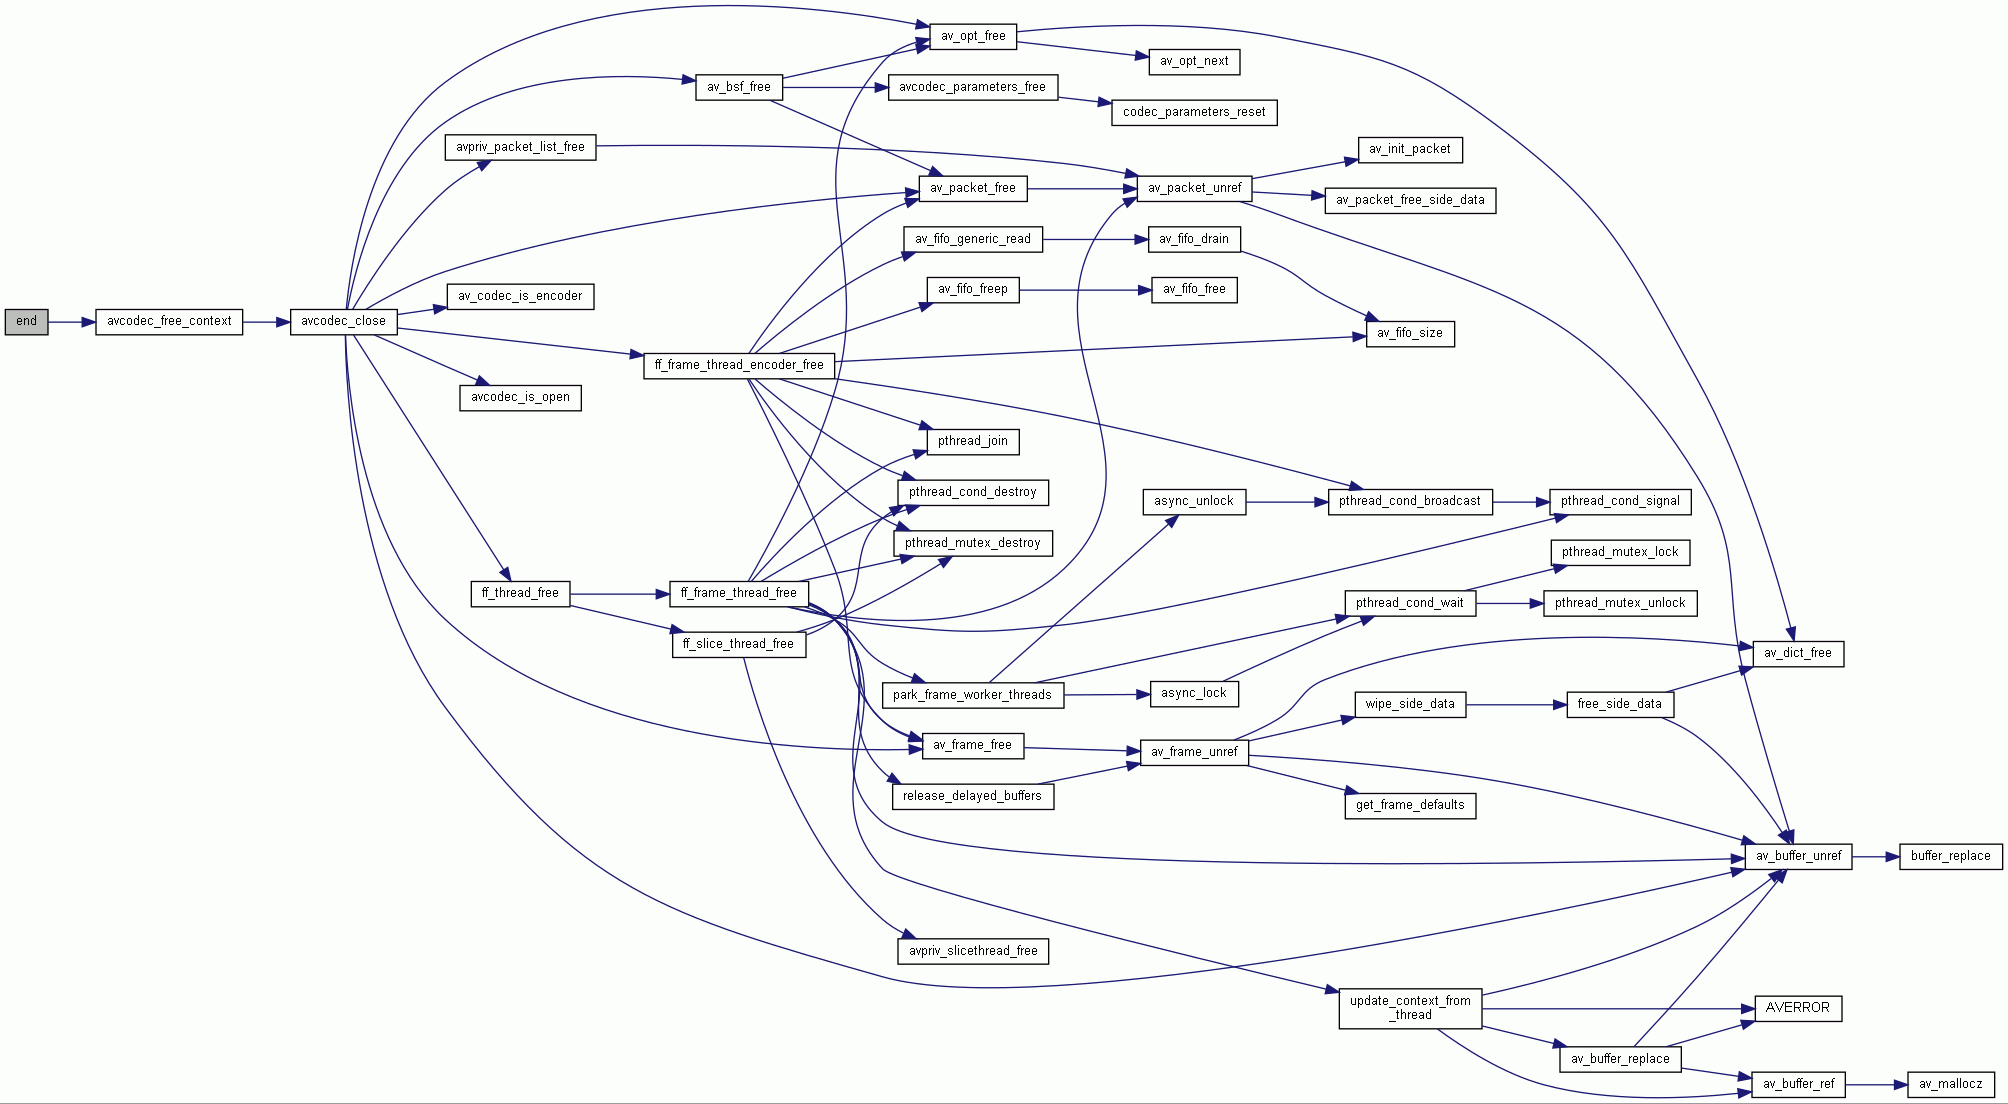 end
avcodec_free_context
avcodec_close
av_opt_free
av_opt_next
av_bsf_free
avcodec_parameters_free
codec_parameters_reset
avpriv_packet_list_free
av_init_packet
av_packet_free
av_packet_unref
av_packet_free_side_data
av_fifo_generic_read
av_fifo_drain
av_codec_is_encoder
av_fifo_freep
av_fifo_free
av_fifo_size
ff_frame_thread_encoder_free
avcodec_is_open
pthread_join
pthread_cond_destroy
async_unlock
pthread_cond_broadcast
pthread_cond_signal
pthread_mutex_destroy
pthread_mutex_lock
ff_thread_free
ff_frame_thread_free
pthread_cond_wait
pthread_mutex_unlock
ff_slice_thread_free
av_dict_free
park_frame_worker_threads
async_lock
wipe_side_data
free_side_data
av_frame_free
av_frame_unref
release_delayed_buffers
get_frame_defaults
av_buffer_unref
buffer_replace
avpriv_slicethread_free
update_context_from
_thread
AVERROR
av_buffer_replace
av_buffer_ref
av_mallocz